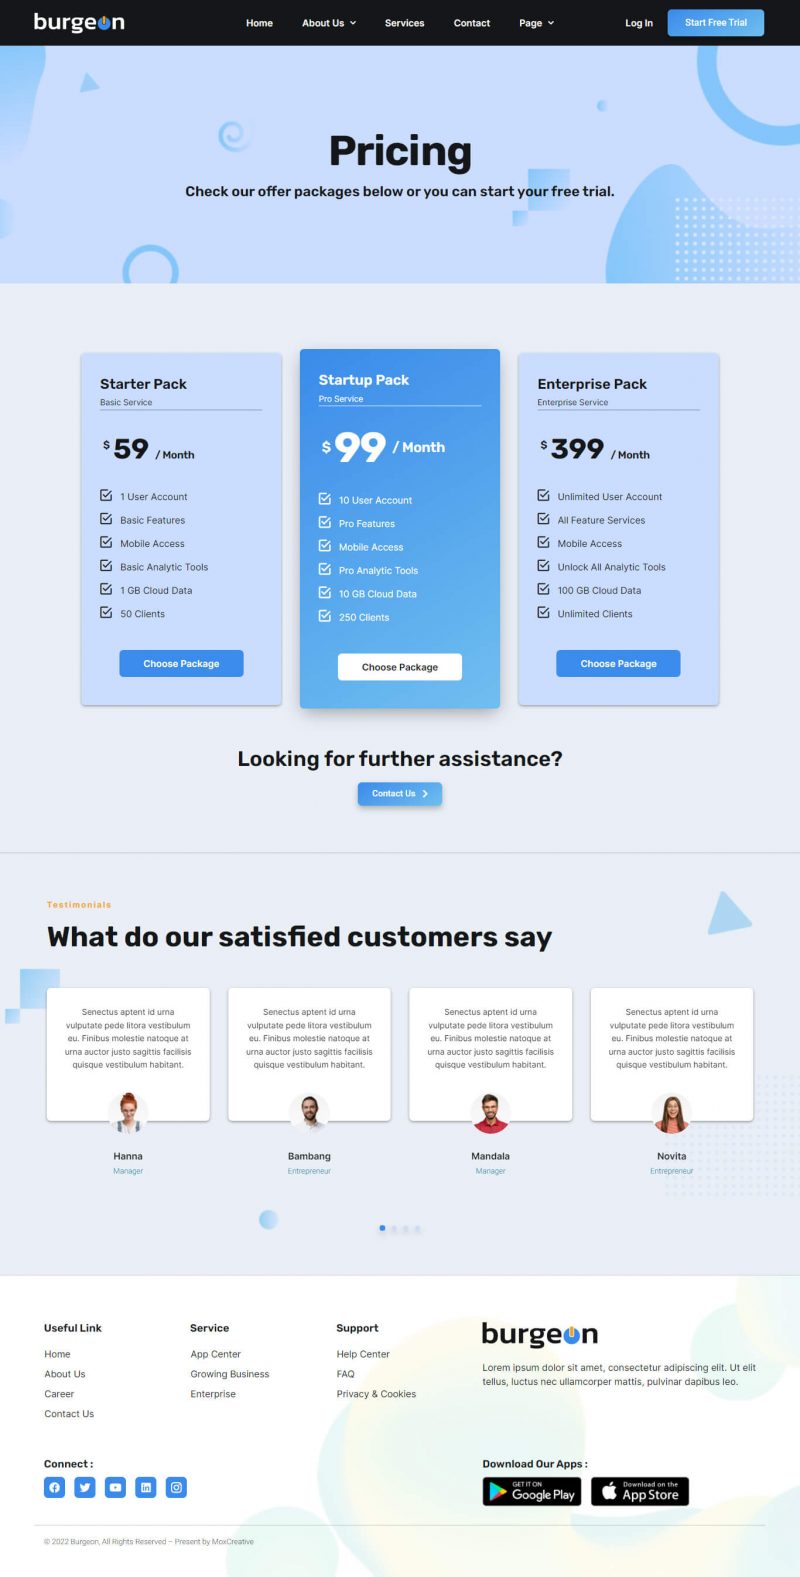 burgeon
Home About Us Services Contact Page Log In Start Free Trial
Pricing
Check our offer packages below or you can start your free trial.
Starter Pack
Basic Service
$ 59 / Month
1 User Account
Basic Features
Mobile Access
Basic Analytic Tools
1 GB Cloud Data
50 Clients
Choose Package
Startup Pack
Pro Service
$ 99 / Month
10 User Account
Pro Features
Mobile Access
Pro Analytic Tools
10 GB Cloud Data
250 Clients
Choose Package
Enterprise Pack
Enterprise Service
$ 399 / Month
Unlimited User Account
All Feature Services
Mobile Access
Unlock All Analytic Tools
100 GB Cloud Data
Unlimited Clients
Choose Package
Looking for further assistance?
Contact Us
Testimonials
What do our satisfied customers say
Senectus aptent id urna
vulputate pede litora vestibulum
eu. Finibus molestie natoque at
urna auctor justo sagittis facilisis
quisque vestibulum habitant.
Hanna
Manager
Senectus aptent id urna
vulputate pede litora vestibulum
eu. Finibus molestie natoque at
urna auctor justo sagittis facilisis
quisque vestibulum habitant.
Bambang
Entrepreneur
Senectus aptent id urna
vulputate pede litora vestibulum
eu. Finibus molestie natoque at
urna auctor justo sagittis facilisis
quisque vestibulum habitant.
Mandala
Manager
Senectus aptent id urna
vulputate pede litora vestibulum
eu. Finibus molestie natoque at
urna auctor justo sagittis facilisis
quisque vestibulum habitant.
Novita
Entrepreneur
Useful Link
Home
About Us
Career
Contact Us
Service
App Center
Growing Business
Enterprise
Support
Help Center
FAQ
Privacy & Cookies
burgeon
Lorem ipsum dolor sit amet, consectetur adipiscing elit. Ut elit
tellus, luctus nec ullamcorper mattis, pulvinar dapibus leo.
Connect :
Download Our Apps :
GET IT ON
Google Play
Download on the
App Store
© 2022 Burgeon, All Rights Reserved – Present by MoxCreative